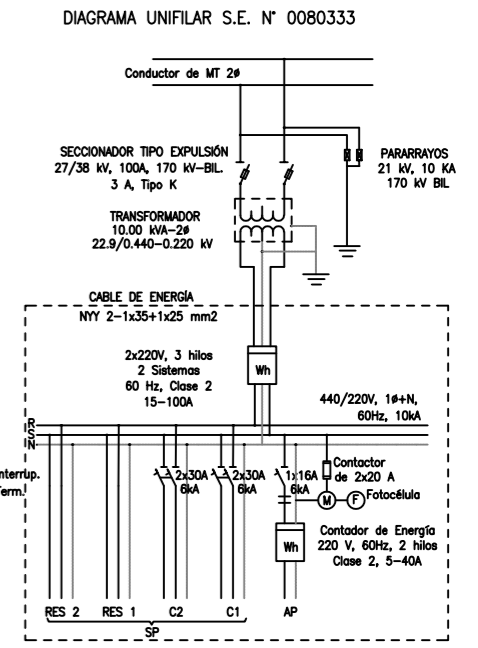 DIAGRAMA UNIFILAR S.E. N° 0080333
Conductor de MT 2ø
SECCIONADOR TIPO EXPULSIÓN
27/38 kV, 100A, 170 kV-BIL.
3 A, Tipo K
PARARRAYOS
21 kV, 10 KA
170 kV BIL
TRANSFORMADOR
10.00 kVA-2ø
22.9/0.440-0.220 kV
CABLE DE ENERGÍA
NYY 2-1x35+1x25 mm2
2x220V, 3 hilos
2 Sistemas
60 Hz, Clase 2
15-100A
Wh
440/220V, 1ø+N,
60Hz, 10kA
R
S
N
nterrup.
Term.
2x30A
6kA
2x30A
6kA
1x16A
6kA
Contactor
de 2x20 A
M
F
Fotocélula
Wh
Contador de Energía
220 V, 60Hz, 2 hilos
Clase 2, 5-40A
RES 2
RES 1
C2
C1
AP
SP